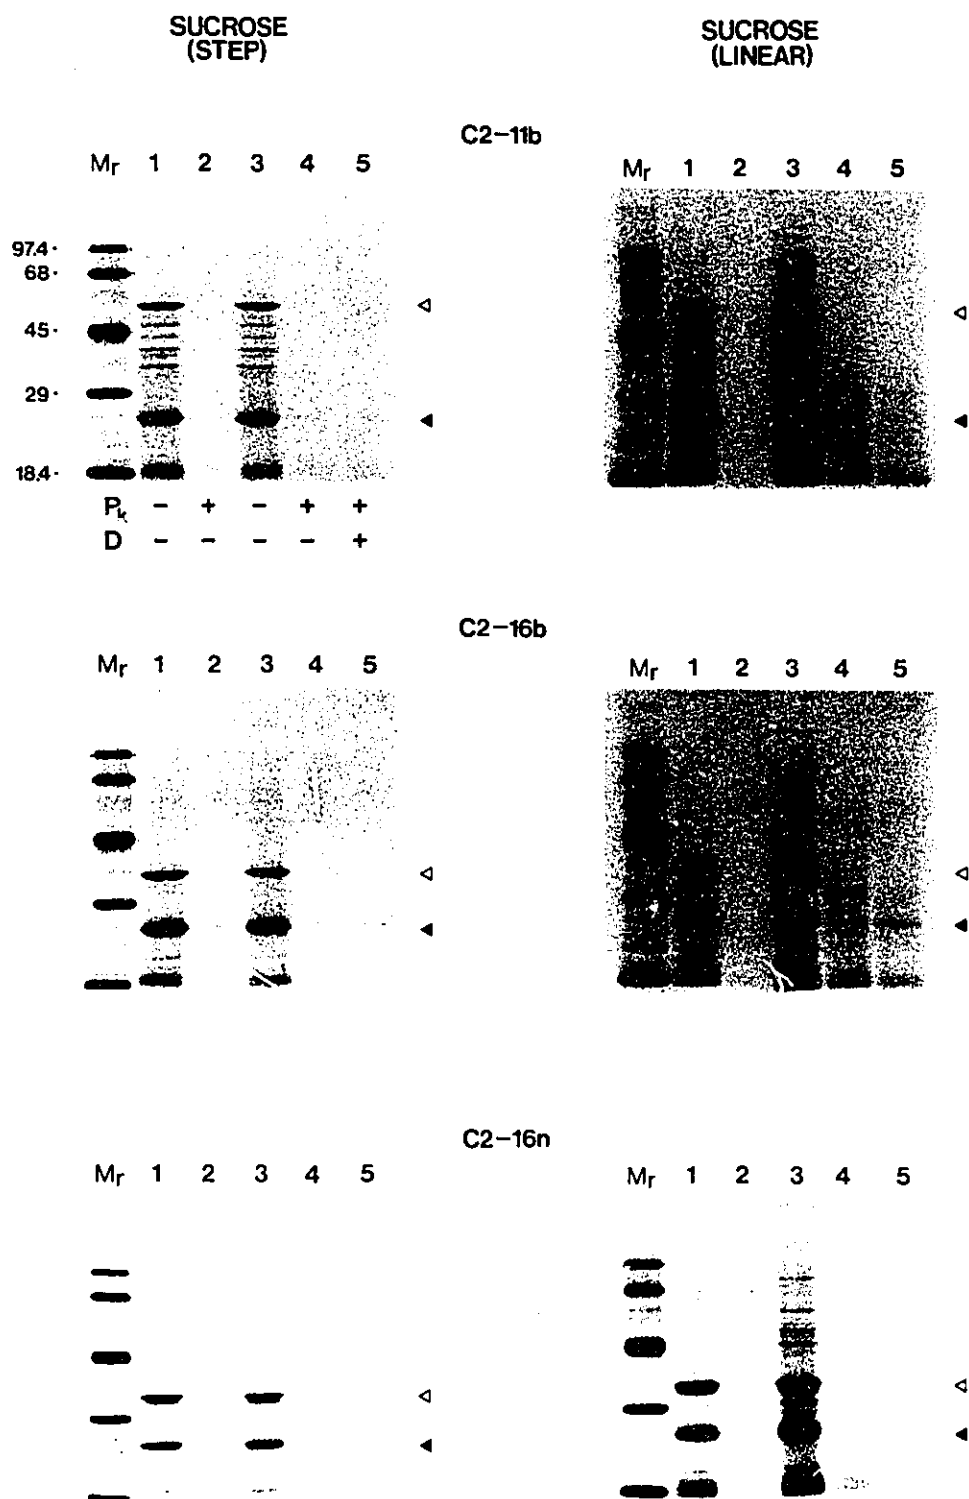 SUCROSE
(STEP)
SUCROSE
(LINEAR)
C2-11b
Mr 1 2 3 4 5
Mr 1 2 3 4 5
97.4
68
45
29
18.4
Pk - + - + +
D - - - - +
C2-16b
Mr 1 2 3 4 5
Mr 1 2 3 4 5
C2-16n
Mr 1 2 3 4 5
Mr 1 2 3 4 5